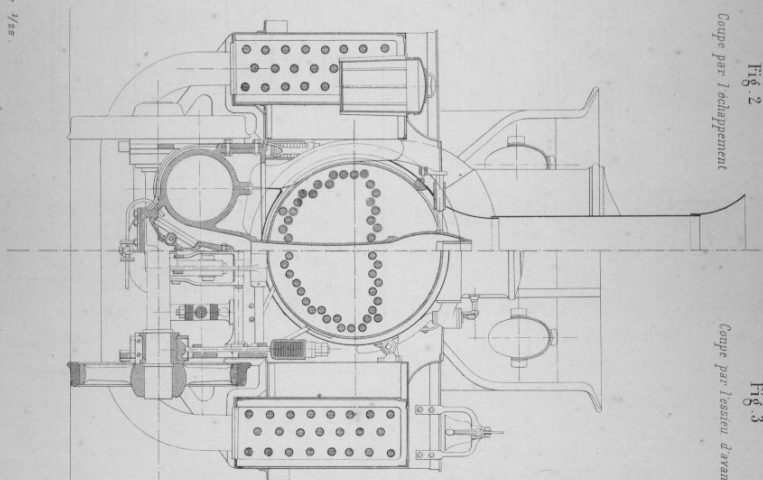 Fig. 2
Coupe par l'échappement
Fig. 3
Coupe par l'essieu d'avan
1/25.